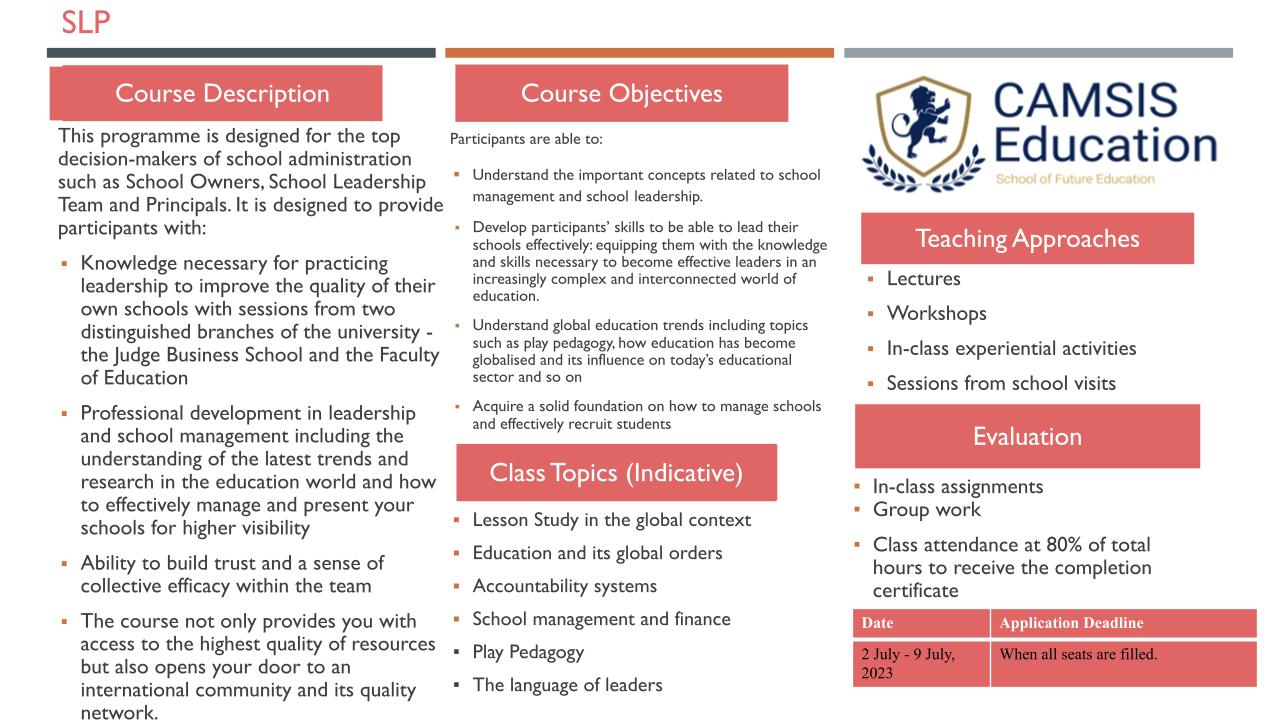 SLP
Course Description
This programme is designed for the top
decision-makers of school administration
such as School Owners, School Leadership
Team and Principals. It is designed to provide
participants with:
▪ Knowledge necessary for practicing
leadership to improve the quality of their
own schools with sessions from two
distinguished branches of the university -
the Judge Business School and the Faculty
of Education
▪ Professional development in leadership
and school management including the
understanding of the latest trends and
research in the education world and how
to effectively manage and present your
schools for higher visibility
▪ Ability to build trust and a sense of
collective efficacy within the team
▪ The course not only provides you with
access to the highest quality of resources
but also opens your door to an
international community and its quality
network.
Course Objectives
Participants are able to:
▪ Understand the important concepts related to school
management and school leadership.
▪ Develop participants’ skills to be able to lead their
schools effectively: equipping them with the knowledge
and skills necessary to become effective leaders in an
increasingly complex and interconnected world of
education.
▪ Understand global education trends including topics
such as play pedagogy, how education has become
globalised and its influence on today’s educational
sector and so on
▪ Acquire a solid foundation on how to manage schools
and effectively recruit students
Class Topics (Indicative)
▪ Lesson Study in the global context
▪ Education and its global orders
▪ Accountability systems
▪ School management and finance
▪ Play Pedagogy
▪ The language of leaders
CAMSIS
Education
School of Future Education
Teaching Approaches
▪ Lectures
▪ Workshops
▪ In-class experiential activities
▪ Sessions from school visits
Evaluation
▪ In-class assignments
▪ Group work
▪ Class attendance at 80% of total
hours to receive the completion
certificate
Date
Application Deadline
2 July - 9 July,
2023
When all seats are filled.